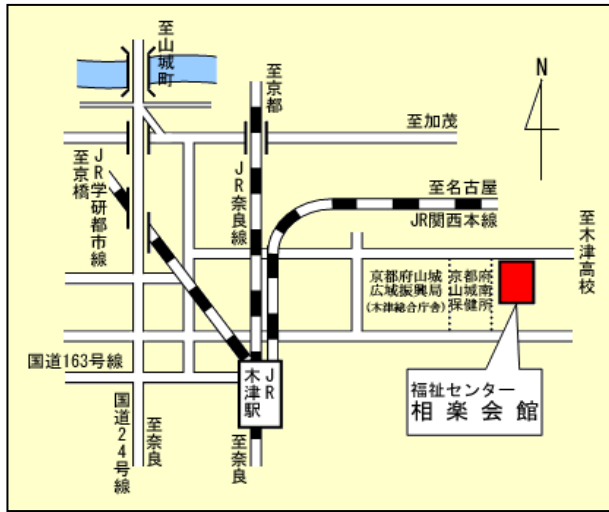 至山城町
至京都
N
至加茂
JR学研都市線
至京橋
JR奈良線
至名古屋
JR関西本線
至木津高校
京都府山城
広域振興局
(木津総合庁舎)
京都府
山城南
保健所
国道163号線
JR
木津駅
福祉センター
相楽会館
国道24号線
至奈良
至奈良